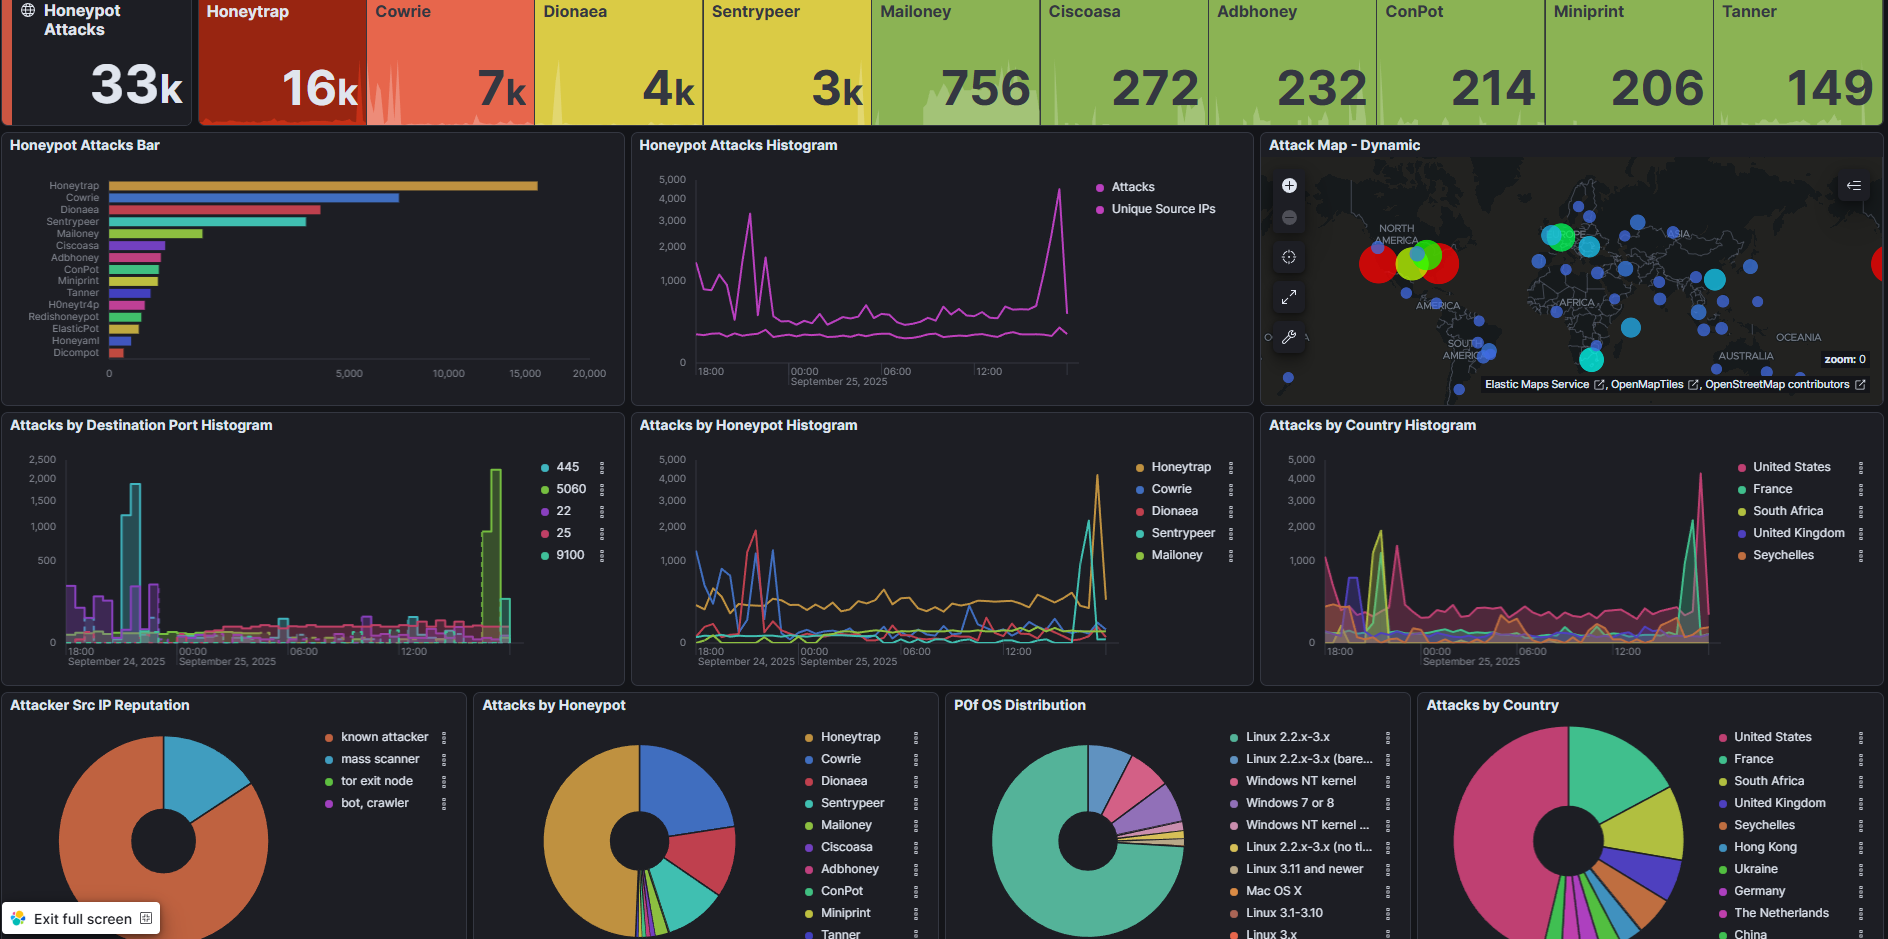 Honeypot
Attacks
33k
Honeytrap
16k
Cowrie
7k
Dionaea
4k
Sentrypeer
3k
Mailoney
756
Ciscoasa
272
Adbhoney
232
ConPot
214
Miniprint
206
Tanner
149
Honeypot Attacks Bar
Honeytrap
Cowrie
Dionaea
Sentrypeer
Mailoney
Ciscoasa
Adbhoney
ConPot
Miniprint
Tanner
H0neytr4p
Redishoneypot
ElasticPot
Honeyaml
Dicompot
0
5,000
10,000
15,000
20,000
Honeypot Attacks Histogram
5,000
4,000
3,000
2,000
1,000
0
18:00
00:00
September 25, 2025
06:00
12:00
Attacks
Unique Source IPs
Attack Map - Dynamic
NORTH
AMERICA
ASIA
AMERICA
AFRICA
SOUTH
AMERICA
OCEANIA
AUSTRALIA
zoom: 0
Elastic Maps Service , OpenMapTiles , OpenStreetMap contributors
Attacks by Destination Port Histogram
2,500
2,000
1,500
1,000
500
0
18:00
September 24, 2025
00:00
September 25, 2025
06:00
12:00
445
5060
22
25
9100
Attacks by Honeypot Histogram
5,000
4,000
3,000
2,000
1,000
0
18:00
September 24, 2025
00:00
September 25, 2025
06:00
12:00
Honeytrap
Cowrie
Dionaea
Sentrypeer
Mailoney
Attacks by Country Histogram
5,000
4,000
3,000
2,000
1,000
0
18:00
00:00
September 25, 2025
06:00
12:00
United States
France
South Africa
United Kingdom
Seychelles
Attacker Src IP Reputation
known attacker
mass scanner
tor exit node
bot, crawler
Exit full screen
Attacks by Honeypot
Honeytrap
Cowrie
Dionaea
Sentrypeer
Mailoney
Ciscoasa
Adbhoney
ConPot
Miniprint
Tanner
P0f OS Distribution
Linux 2.2.x-3.x
Linux 2.2.x-3.x (bare...
Windows NT kernel
Windows 7 or 8
Windows NT kernel ...
Linux 2.2.x-3.x (no ti...
Linux 3.11 and newer
Mac OS X
Linux 3.1-3.10
Linux 3.x
Attacks by Country
United States
France
South Africa
United Kingdom
Seychelles
Hong Kong
Ukraine
Germany
The Netherlands
China